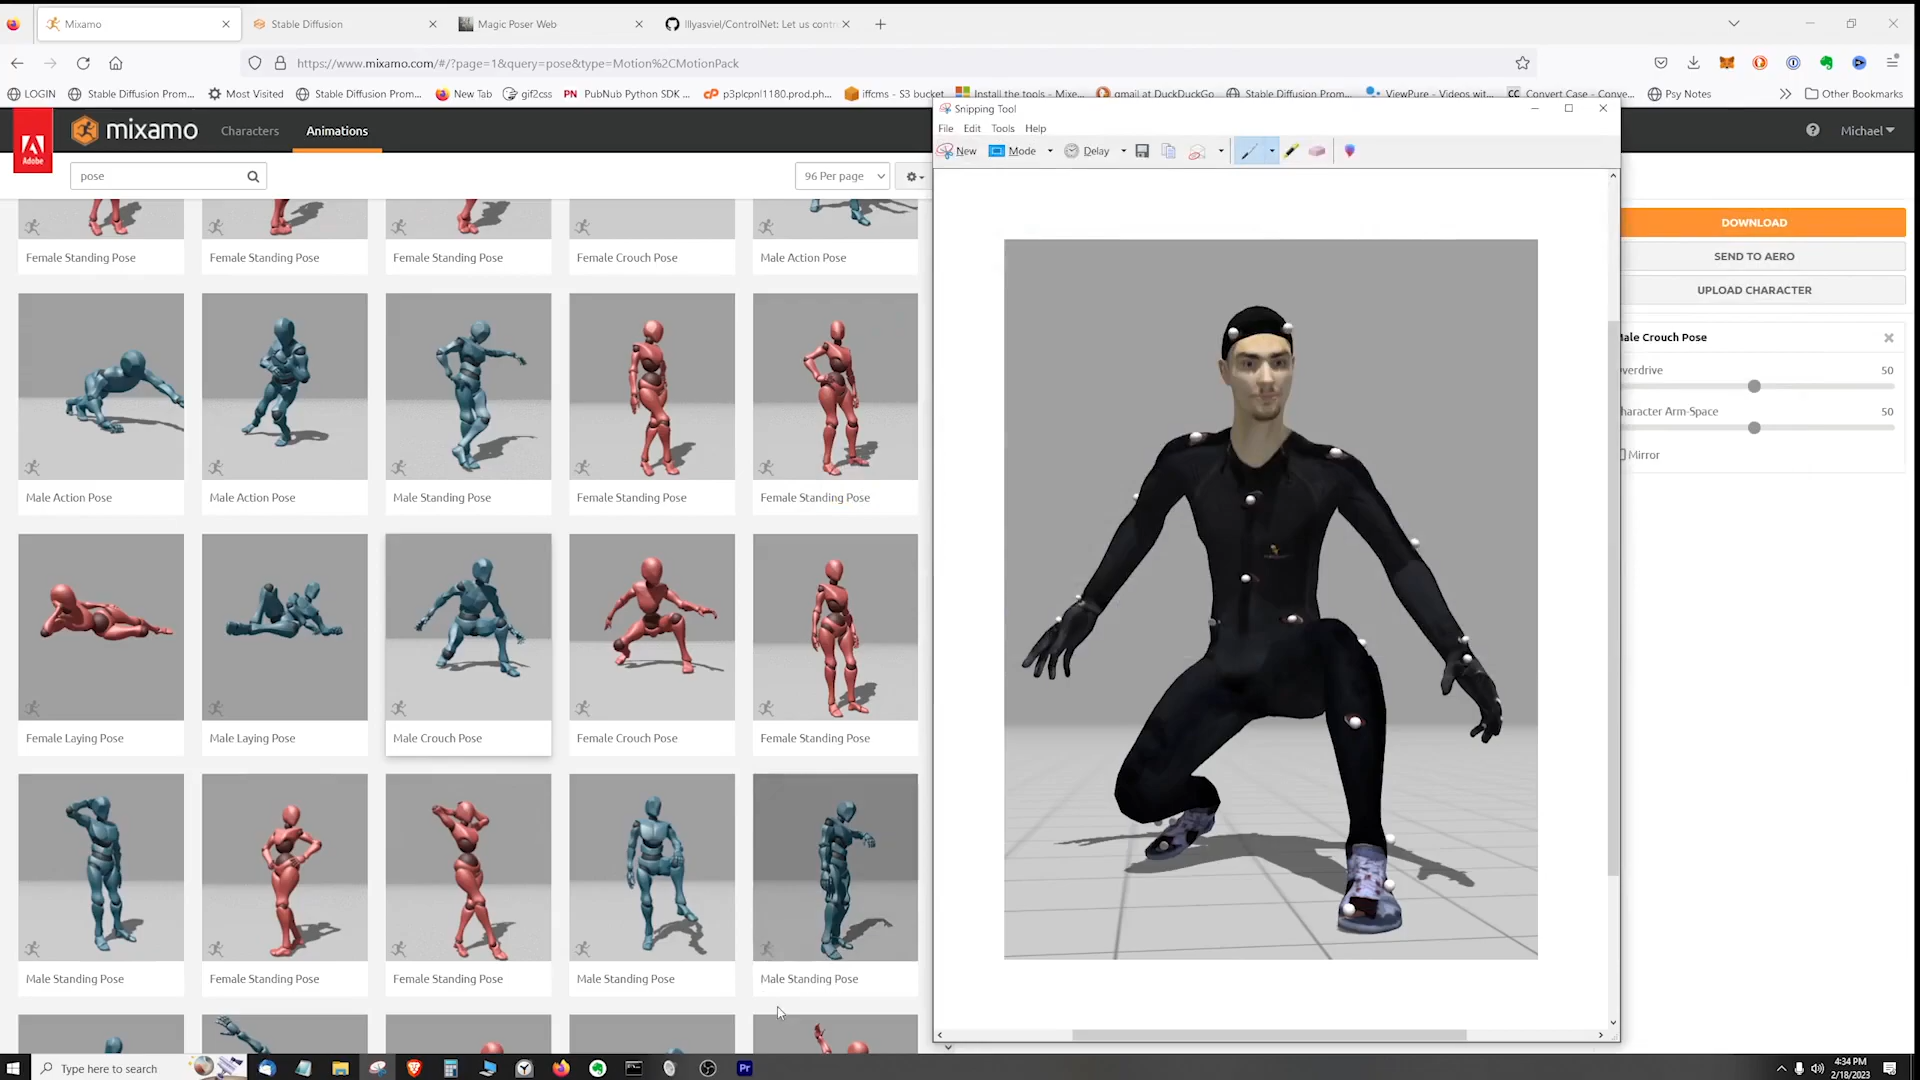 Mixamo
Stable Diffusion
Magic Poser Web
lllyasviel/ControlNet: Let us contr
https://www.mixamo.com/#/?page=1&query=pose&type=Motion%2CMotionPack
LOGIN
Stable Diffusion Prom...
Most Visited
Stable Diffusion Prom...
New Tab
gif2css
PN PubNub Python SDK ...
p3plcpnl1180.prod.ph...
iffcms - S3 bucket
Install the tools - Mixe...
gmail at DuckDuckGo
Stable Diffusion Promp...
ViewPure - Videos wit...
CC Convert Case - Conve...
Psy Notes
Other Bookmarks
Adobe
mixamo
Characters
Animations
Michael
pose
96 Per page
Snipping Tool
File Edit Tools Help
New Mode Delay
DOWNLOAD
SEND TO AERO
UPLOAD CHARACTER
ale Crouch Pose
verdrive 50
haracter Arm-Space 50
Mirror
Female Standing Pose
Female Standing Pose
Female Standing Pose
Female Crouch Pose
Male Action Pose
Male Action Pose
Male Action Pose
Male Standing Pose
Female Standing Pose
Female Standing Pose
Female Laying Pose
Male Laying Pose
Male Crouch Pose
Female Crouch Pose
Female Standing Pose
Male Standing Pose
Female Standing Pose
Female Standing Pose
Male Standing Pose
Male Standing Pose
Type here to search
Pr
4:34 PM
2/18/2023